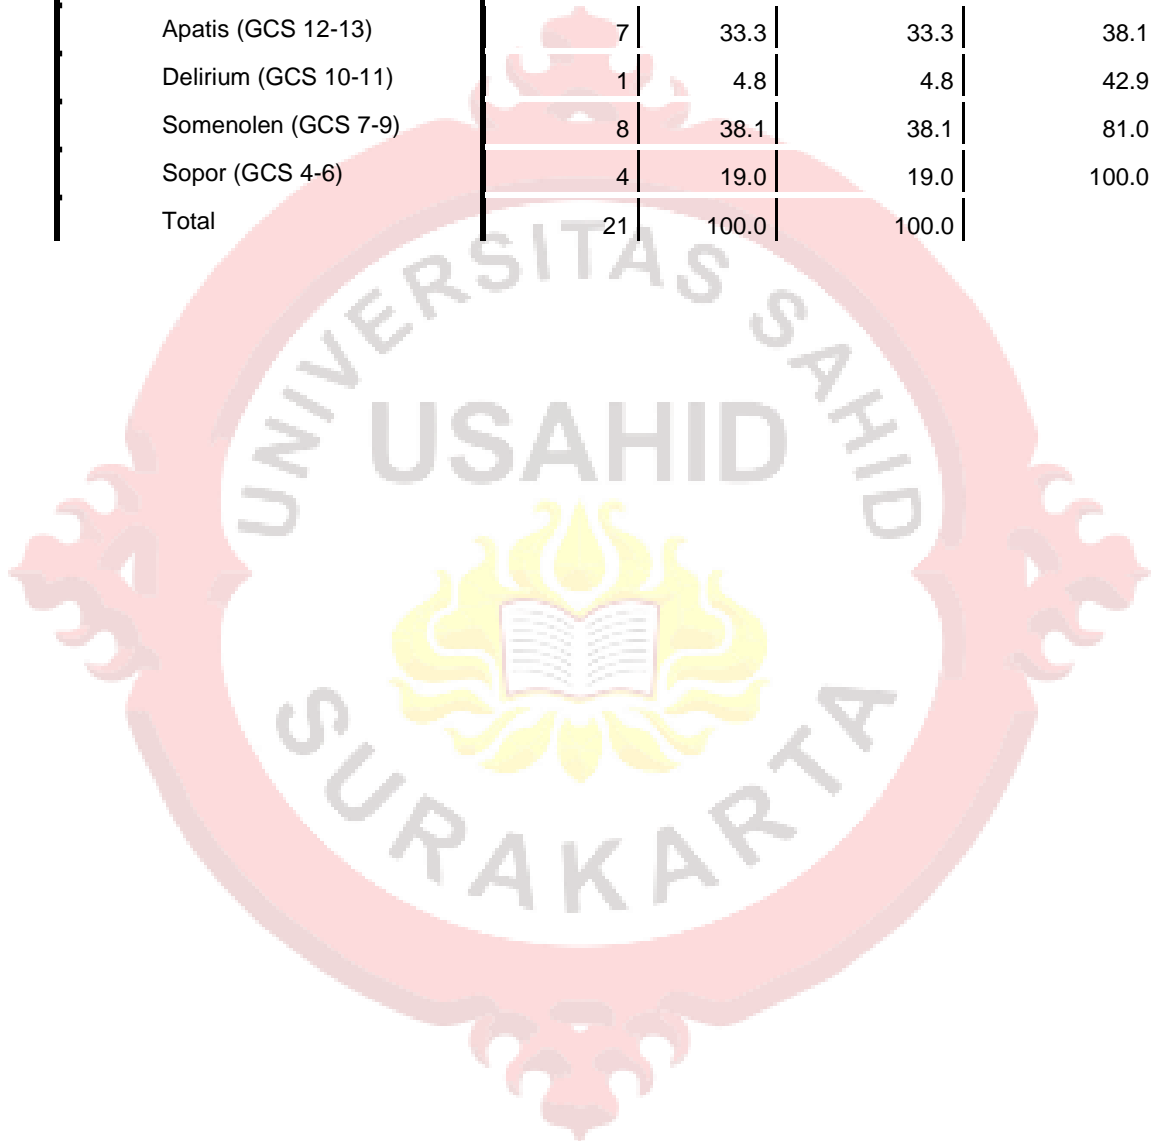 Apatis (GCS 12-13) 7 33.3 33.3 38.1
Delirium (GCS 10-11) 1 4.8 4.8 42.9
Somenolen (GCS 7-9) 8 38.1 38.1 81.0
Sopor (GCS 4-6) 4 19.0 19.0 100.0
Total 21 100.0 100.0
UNIVERSITAS SAHID
USAHID
SURAKARTA